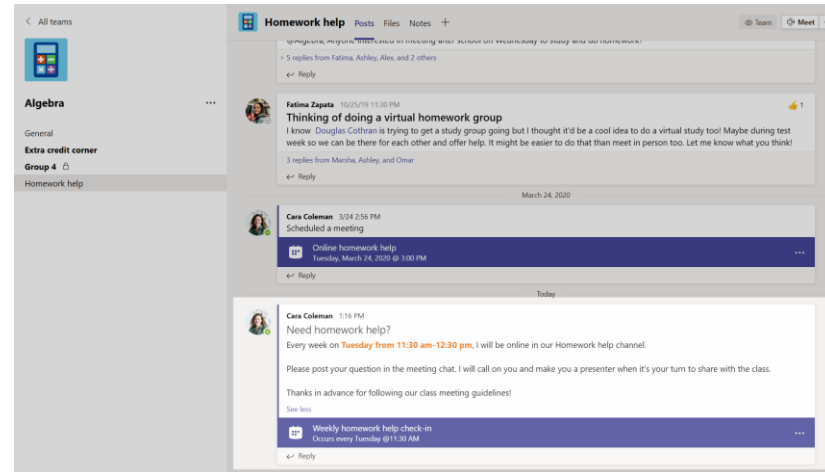 All teams
Homework help Posts Files Notes
Team Meet
@Algebra, Anyone interested in meeting after school on Wednesday to study and do homework?
5 replies from Fatima, Ashley, Alex, and 2 others
Reply
Algebra
General
Extra credit corner
Group 4
Homework help
Fatima Zapata 10/25/19 11:30 PM
1
Thinking of doing a virtual homework group
I know Douglas Cothran is trying to get a study group going but I thought it'd be a cool idea to do a virtual study too! Maybe during test
week so we can be there for each other and offer help. It might be easier to do that than meet in person too. Let me know what you think!
3 replies from Marsha, Ashley, and Omar
Reply
March 24, 2020
Cara Coleman 3/24 2:56 PM
Scheduled a meeting
Online homework help
Tuesday, March 24, 2020 @ 3:00 PM
Reply
Today
Cara Coleman 1:16 PM
Need homework help?
Every week on Tuesday from 11:30 am-12:30 pm, I will be online in our Homework help channel.
Please post your question in the meeting chat. I will call on you and make you a presenter when it's your turn to share with the class.
Thanks in advance for following our class meeting guidelines!
See less
Weekly homework help check-in
Occurs every Tuesday @11:30 AM
Reply